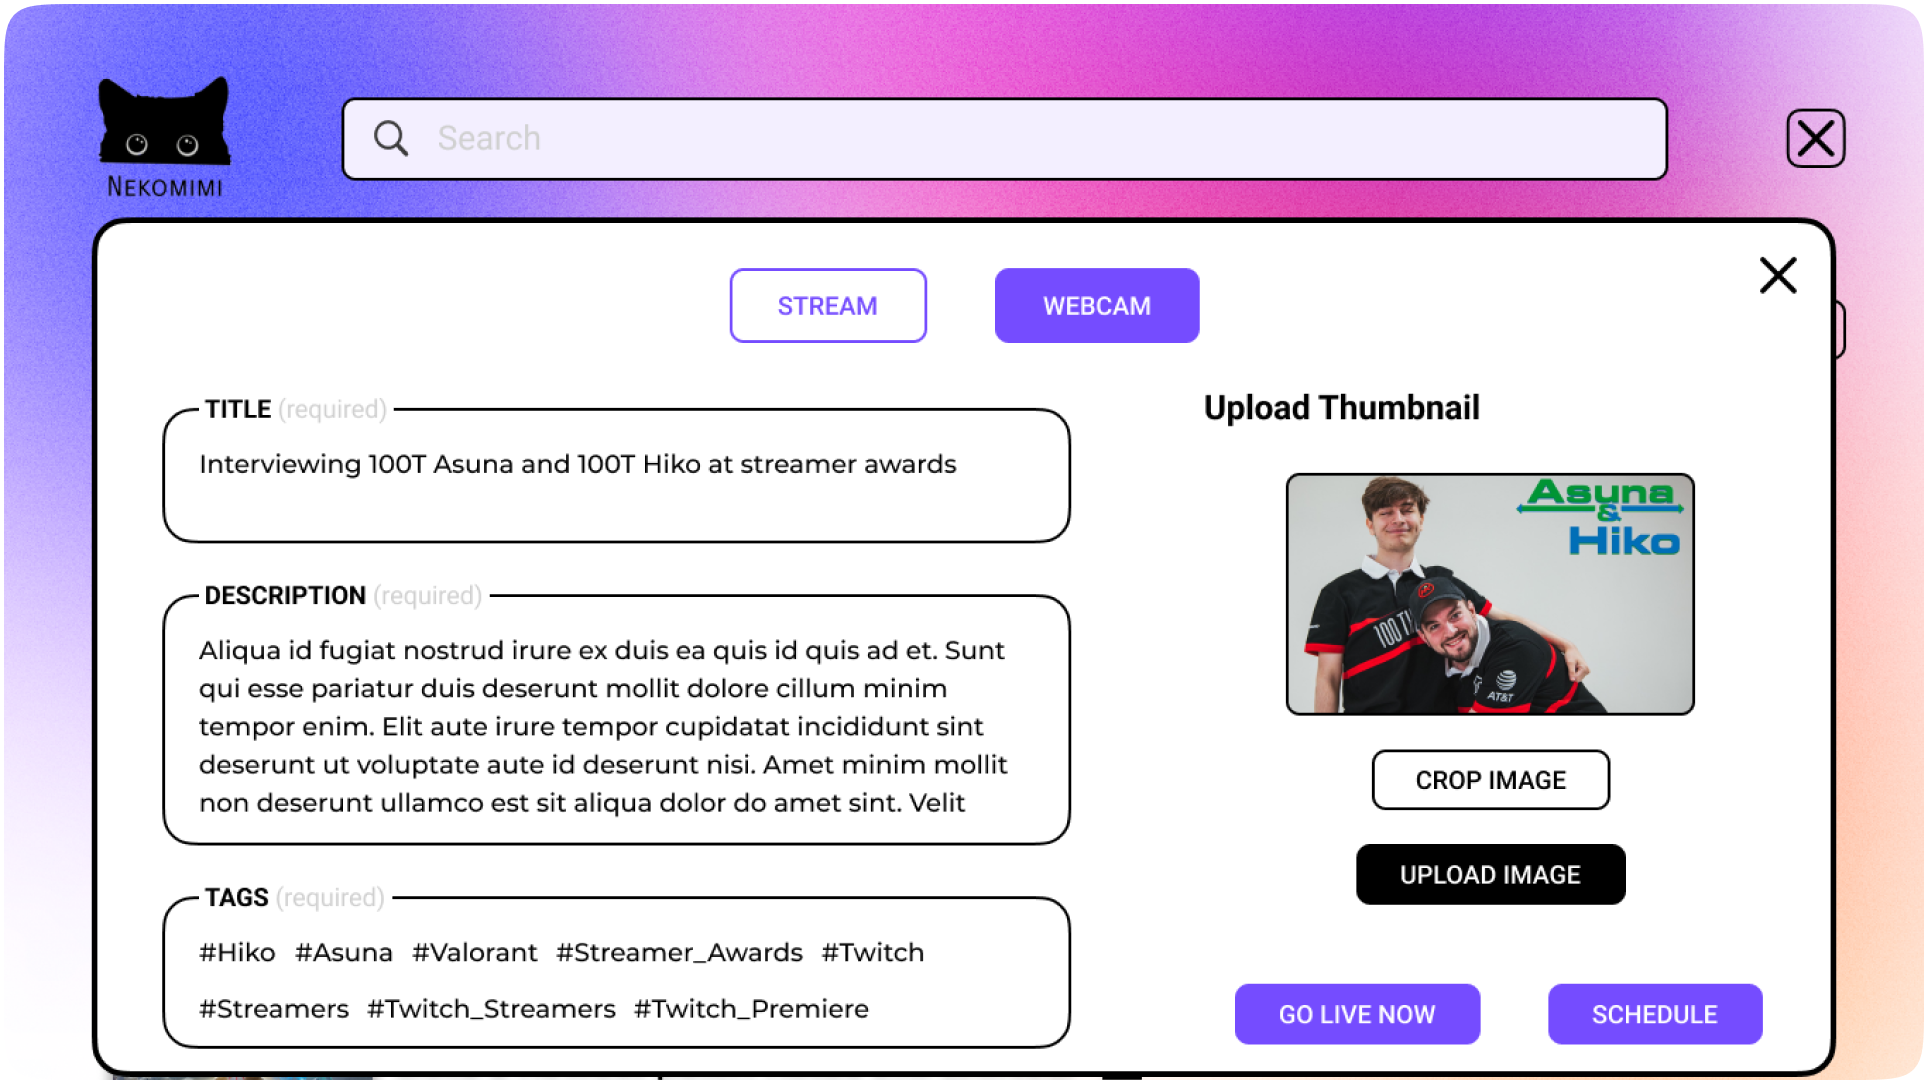 NEKOMIMI
Search
STREAM
WEBCAM
TITLE (required)
Interviewing 100T Asuna and 100T Hiko at streamer awards
DESCRIPTION (required)
Aliqua id fugiat nostrud irure ex duis ea quis id quis ad et. Sunt
qui esse pariatur duis deserunt mollit dolore cillum minim
tempor enim. Elit aute irure tempor cupidatat incididunt sint
deserunt ut voluptate aute id deserunt nisi. Amet minim mollit
non deserunt ullamco est sit aliqua dolor do amet sint. Velit
TAGS (required)
#Hiko #Asuna #Valorant #Streamer_Awards #Twitch
#Streamers #Twitch_Streamers #Twitch_Premiere
Upload Thumbnail
Asuna
&
Hiko
100
AT&T
CROP IMAGE
UPLOAD IMAGE
GO LIVE NOW
SCHEDULE